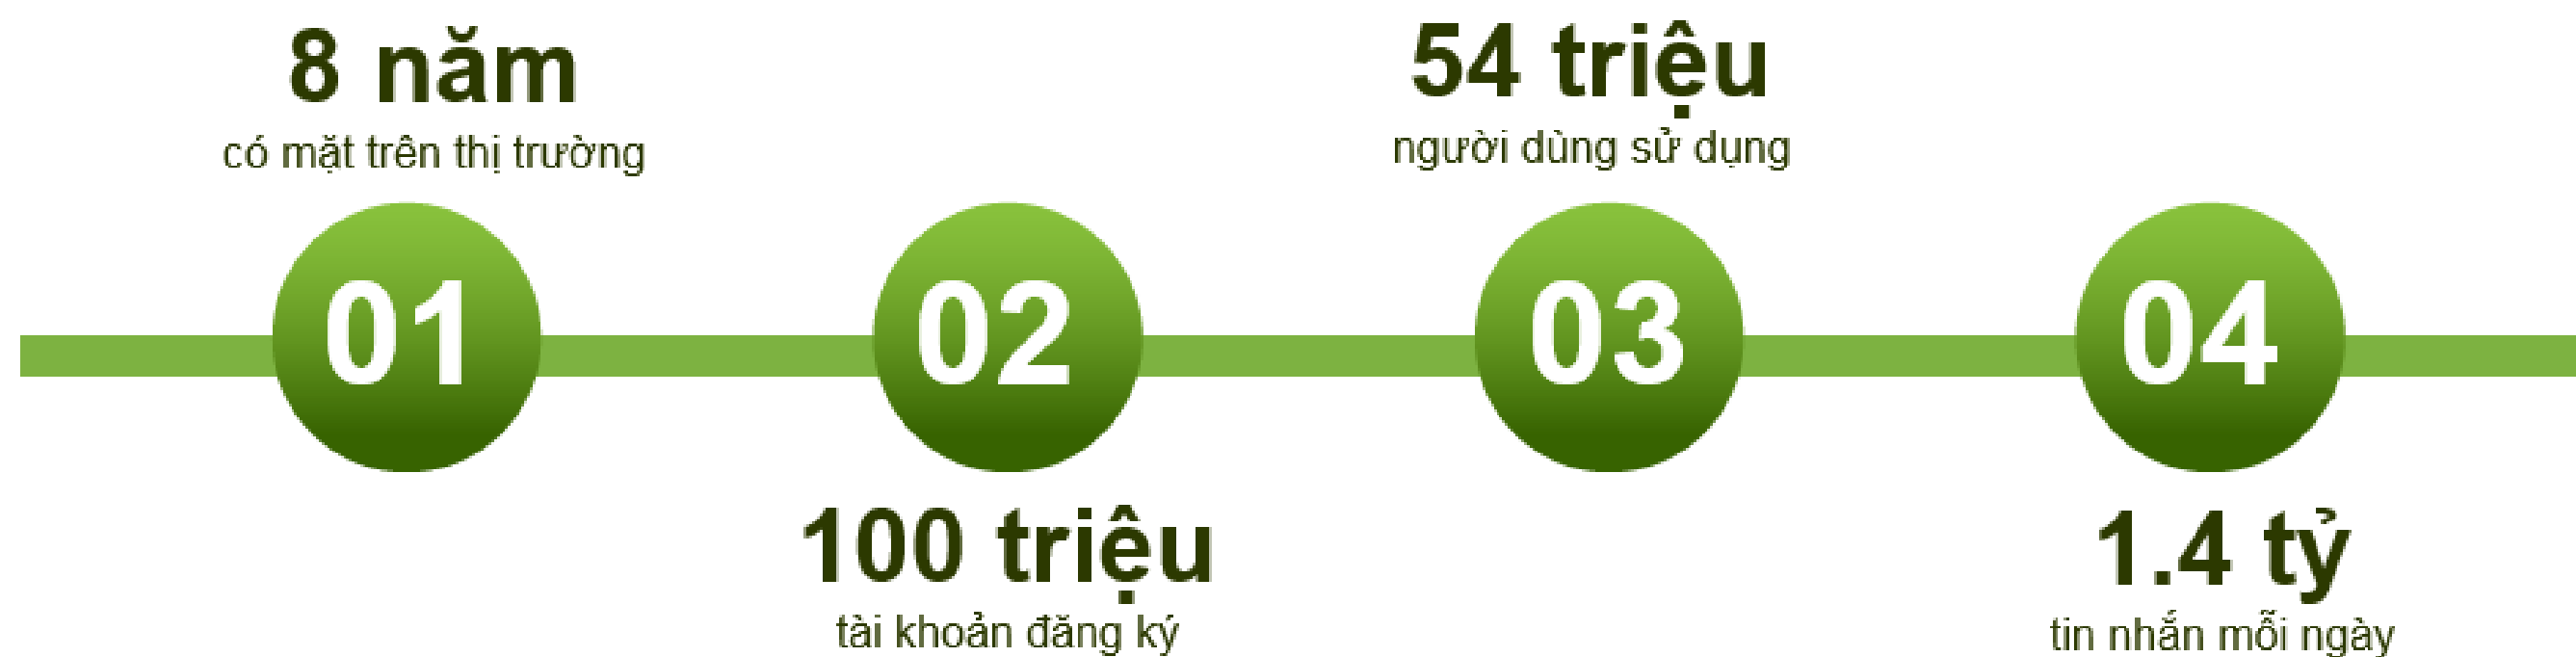 8 năm
có mặt trên thị trường
54 triệu
người dùng sử dụng
01
02
03
04
100 triệu
tài khoản đăng ký
1.4 tỷ
tin nhắn mỗi ngày